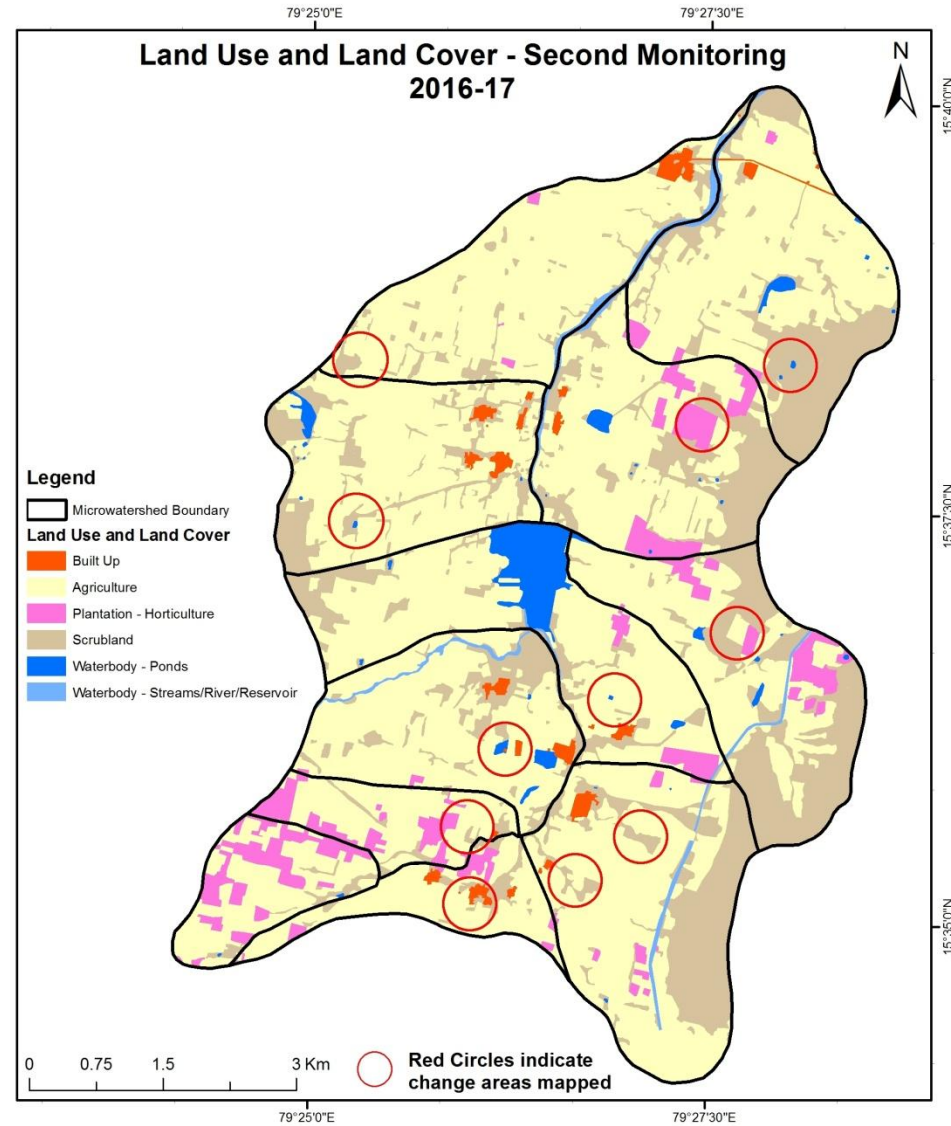 79°25'0"E
79°27'30"E
Land Use and Land Cover - Second Monitoring
2016-17
N
15°40'0"N
15°37'30"N
Legend
Microwatershed Boundary
Land Use and Land Cover
Built Up
Agriculture
Plantation - Horticulture
Scrubland
Waterbody - Ponds
Waterbody - Streams/River/Reservoir
15°35'0"N
0 0.75 1.5 3 Km
Red Circles indicate
change areas mapped
79°25'0"E
79°27'30"E